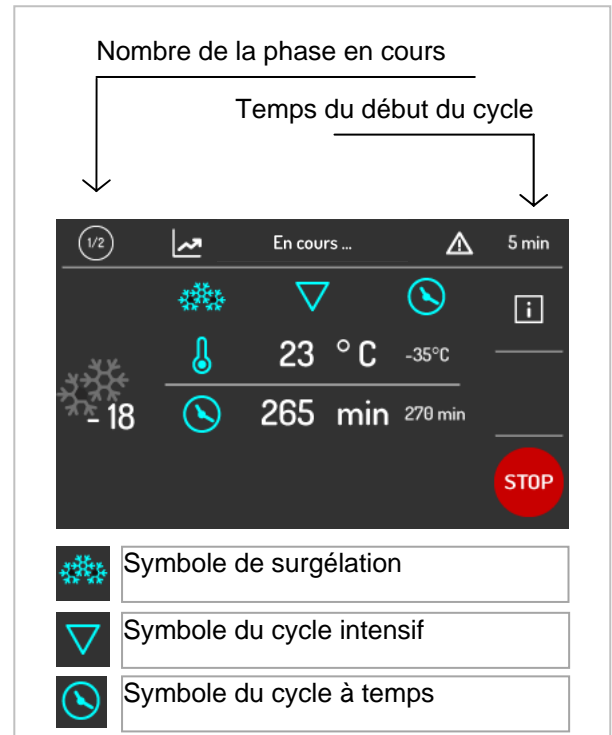 Nombre de la phase en cours
Temps du début du cycle
1/2 En cours ... 5 min
i
23 °C -35°C
- 18
265 min 270 min
STOP
Symbole de surgélation
Symbole du cycle intensif
Symbole du cycle à temps